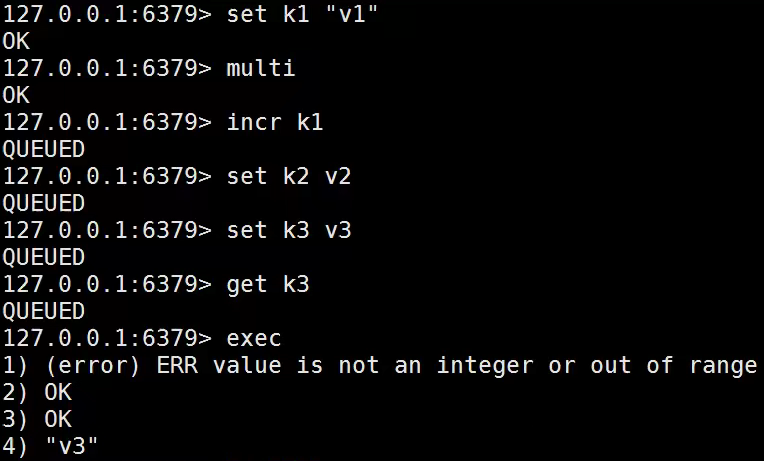 127.0.0.1:6379> set k1 "v1"
OK
127.0.0.1:6379> multi
OK
127.0.0.1:6379> incr k1
QUEUED
127.0.0.1:6379> set k2 v2
QUEUED
127.0.0.1:6379> set k3 v3
QUEUED
127.0.0.1:6379> get k3
QUEUED
127.0.0.1:6379> exec
1) (error) ERR value is not an integer or out of range
2) OK
3) OK
4) "v3"